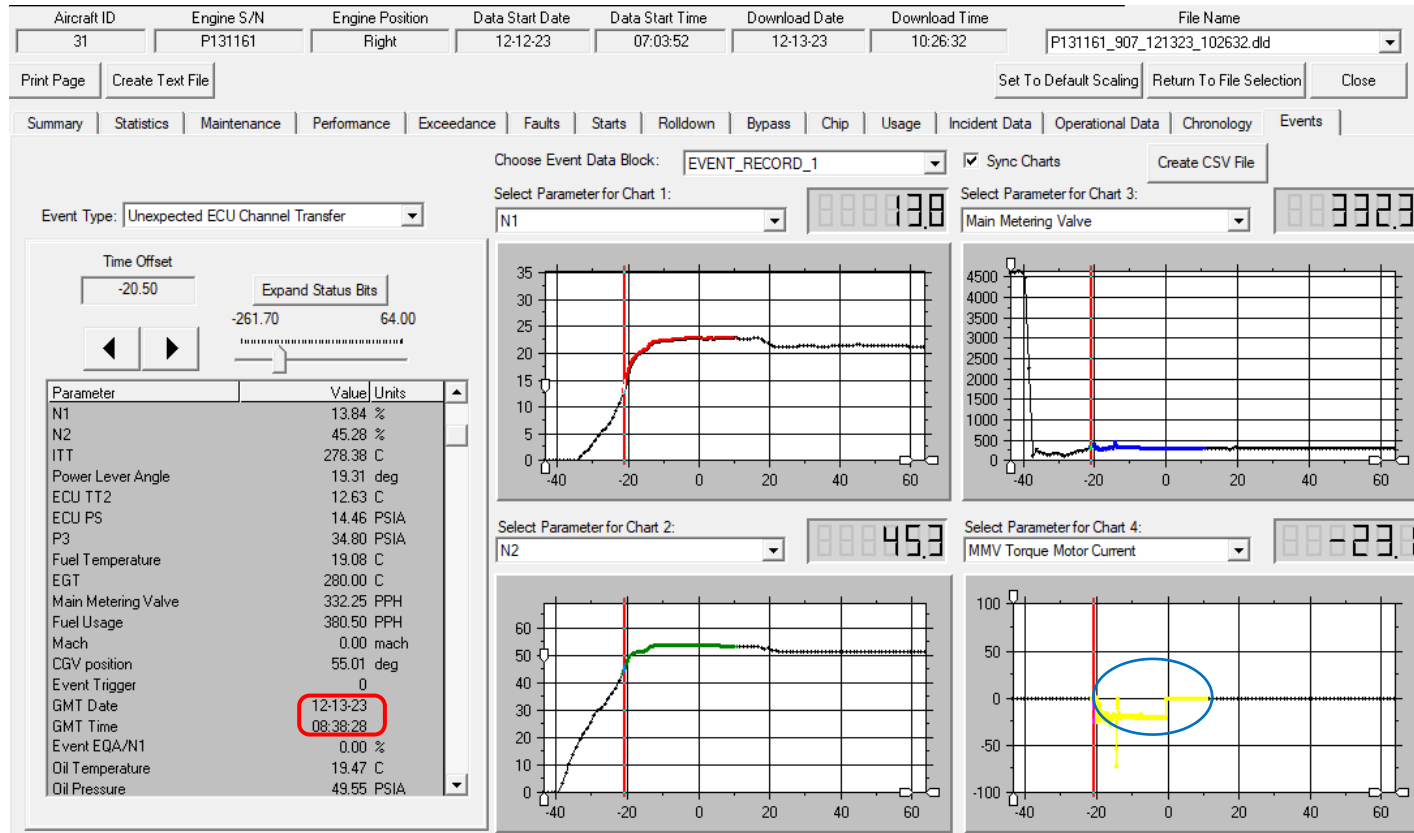 Aircraft ID Engine S/N Engine Position Data Start Date Data Start Time Download Date Download Time File Name
31 P131161 Right 12-12-23 07:03:52 12-13-23 10:26:32 P131161_907_121323_102632.dld
Print Page Create Text File Set To Default Scaling Return To File Selection Close
Summary Statistics Maintenance Performance Exceedance Faults Starts Rolldown Bypass Chip Usage Incident Data Operational Data Chronology Events
Choose Event Data Block: EVENT_RECORD_1 Sync Charts Create CSV File
Event Type: Unexpected ECU Channel Transfer
Time Offset
-20.50 Expand Status Bits
-261.70 64.00
Parameter Value Units
N1 13.84 %
N2 45.28 %
ITT 278.38 C
Power Lever Angle 19.31 deg
ECU TT2 12.63 C
ECU PS 14.46 PSIA
P3 34.80 PSIA
Fuel Temperature 19.08 C
EGT 280.00 C
Main Metering Valve 332.25 PPH
Fuel Usage 380.50 PPH
Mach 0.00 mach
CGV position 55.01 deg
Event Trigger 0
GMT Date 12-13-23
GMT Time 08:38:28
Event EQA/N1 0.00 %
Oil Temperature 19.47 C
Oil Pressure 49.55 PSIA
Select Parameter for Chart 1:
N1 13.8
35
30
25
20
15
10
5
0
-40 -20 0 20 40 60
Select Parameter for Chart 3:
Main Metering Valve 332.3
4500
4000
3500
3000
2500
2000
1500
1000
500
0
-40 -20 0 20 40 60
Select Parameter for Chart 2:
N2 45.3
60
50
40
30
20
10
0
-40 -20 0 20 40 60
Select Parameter for Chart 4:
MMV Torque Motor Current -23.1
100
50
0
-50
-100
-40 -20 0 20 40 60